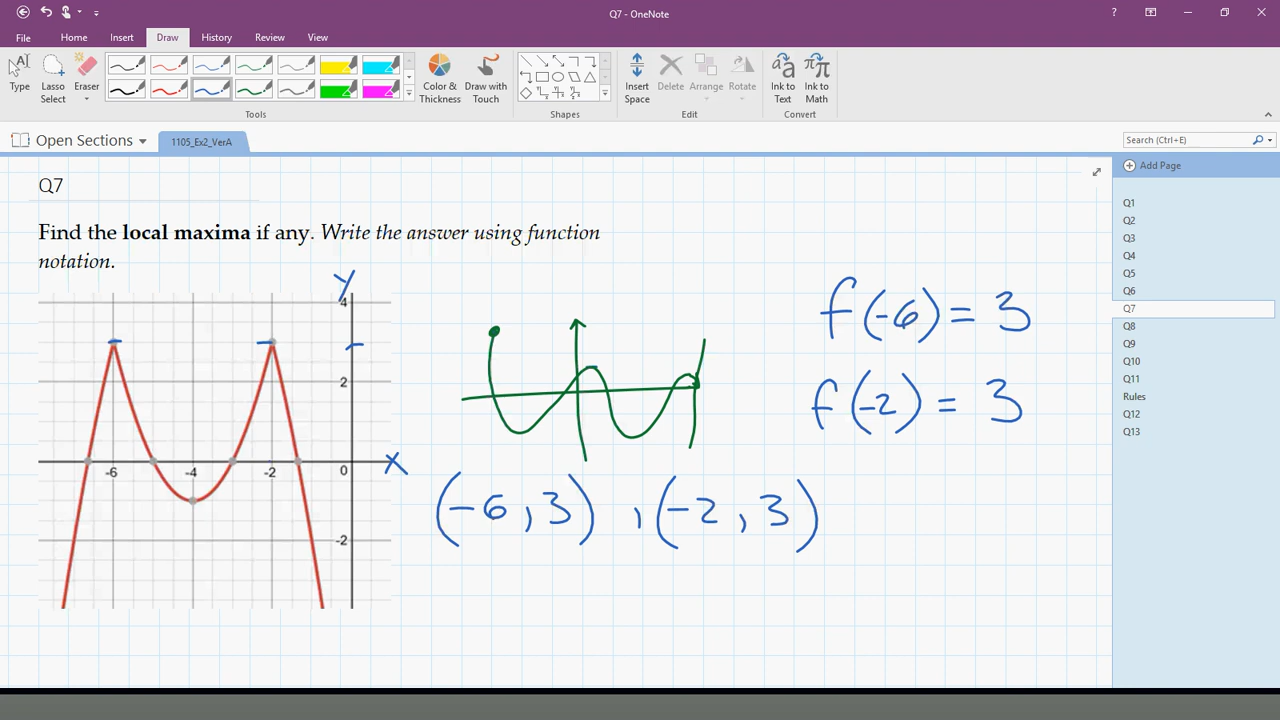 Q7 - OneNote
?
File
Home
Insert
Draw
History
Review
View
Type
Lasso Select
Eraser
Color & Thickness
Draw with Touch
Insert Space
Delete
Arrange
Rotate
Ink to Text
Ink to Math
Tools
Shapes
Edit
Convert
Open Sections
1105_Ex2_VerA
Search (Ctrl+E)
Add Page
Q1
Q2
Q3
Q4
Q5
Q6
Q7
Q8
Q9
Q10
Q11
Rules
Q12
Q13
Q7
Find the local maxima if any. Write the answer using function
notation.
y
4
2
-6
-4
-2
0
x
-2
f(-6) = 3
f(-2) = 3
(-6, 3) , (-2, 3)